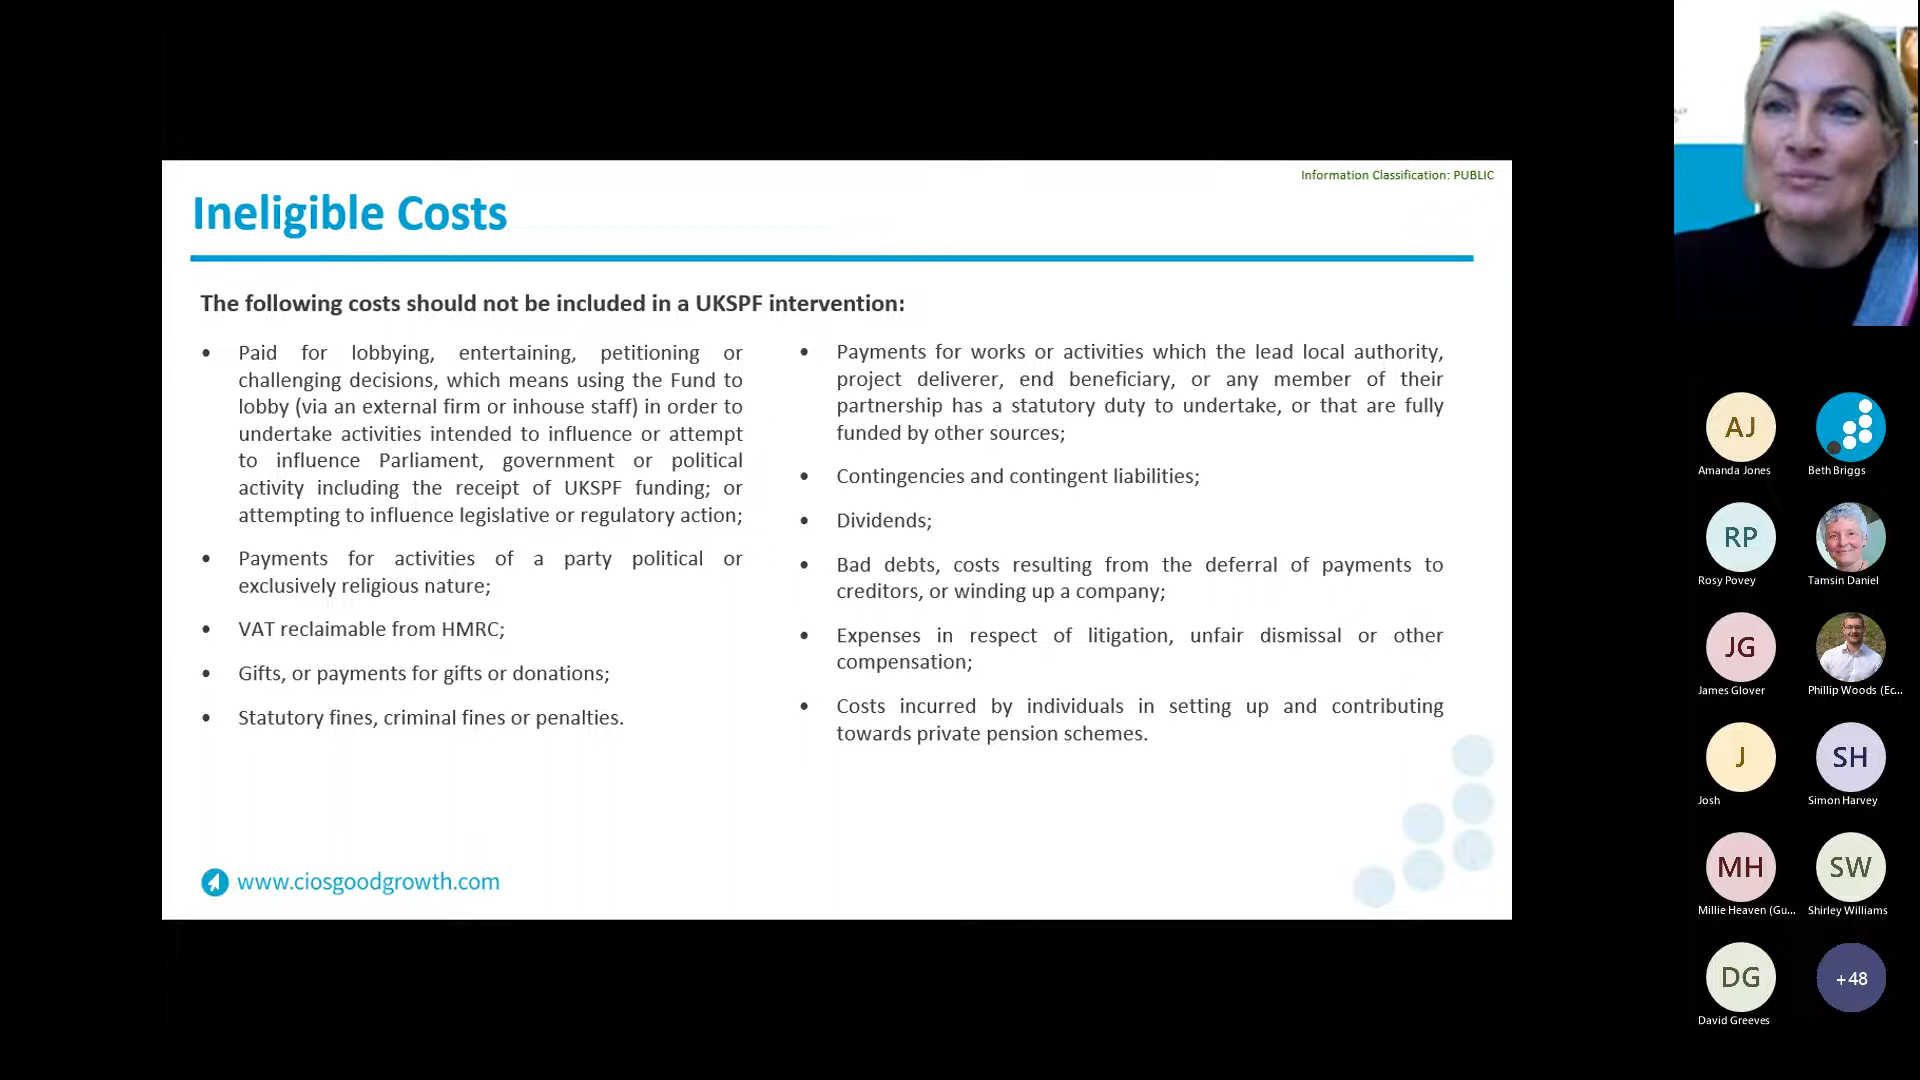 Information Classification: PUBLIC
Ineligible Costs
The following costs should not be included in a UKSPF intervention:
• Paid for lobbying, entertaining, petitioning or
challenging decisions, which means using the Fund to
lobby (via an external firm or inhouse staff) in order to
undertake activities intended to influence or attempt
to influence Parliament, government or political
activity including the receipt of UKSPF funding; or
attempting to influence legislative or regulatory action;
• Payments for activities of a party political or
exclusively religious nature;
• VAT reclaimable from HMRC;
• Gifts, or payments for gifts or donations;
• Statutory fines, criminal fines or penalties.
• Payments for works or activities which the lead local authority,
project deliverer, end beneficiary, or any member of their
partnership has a statutory duty to undertake, or that are fully
funded by other sources;
• Contingencies and contingent liabilities;
• Dividends;
• Bad debts, costs resulting from the deferral of payments to
creditors, or winding up a company;
• Expenses in respect of litigation, unfair dismissal or other
compensation;
• Costs incurred by individuals in setting up and contributing
towards private pension schemes.
www.ciosgoodgrowth.com
AJ
Amanda Jones
Beth Briggs
RP
Rosy Povey
Tamsin Daniel
JG
James Glover
Phillip Woods (Ec...
J
Josh
SH
Simon Harvey
MH
Millie Heaven (Gu...
SW
Shirley Williams
DG
David Greeves
+48